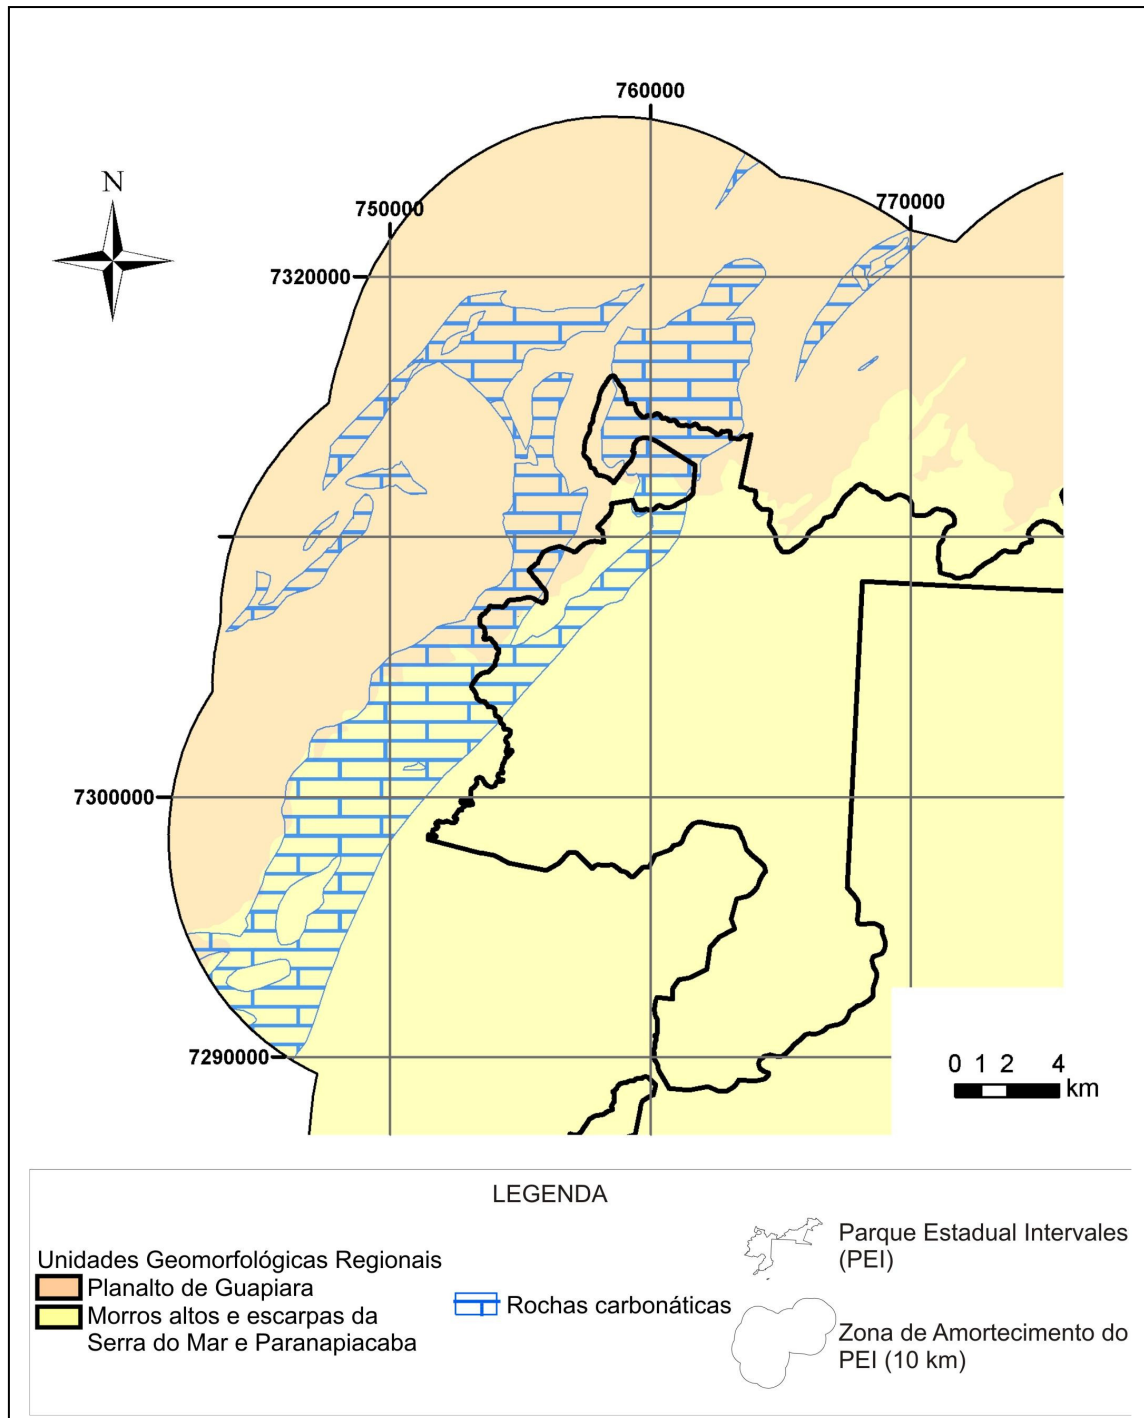 760000
N
750000
770000
7320000
7300000
7290000
0 1 2 4
km
LEGENDA
Unidades Geomorfológicas Regionais
Planalto de Guapiara
Morros altos e escarpas da
Serra do Mar e Paranapiacaba
Rochas carbonáticas
Parque Estadual Intervales
(PEI)
Zona de Amortecimento do
PEI (10 km)